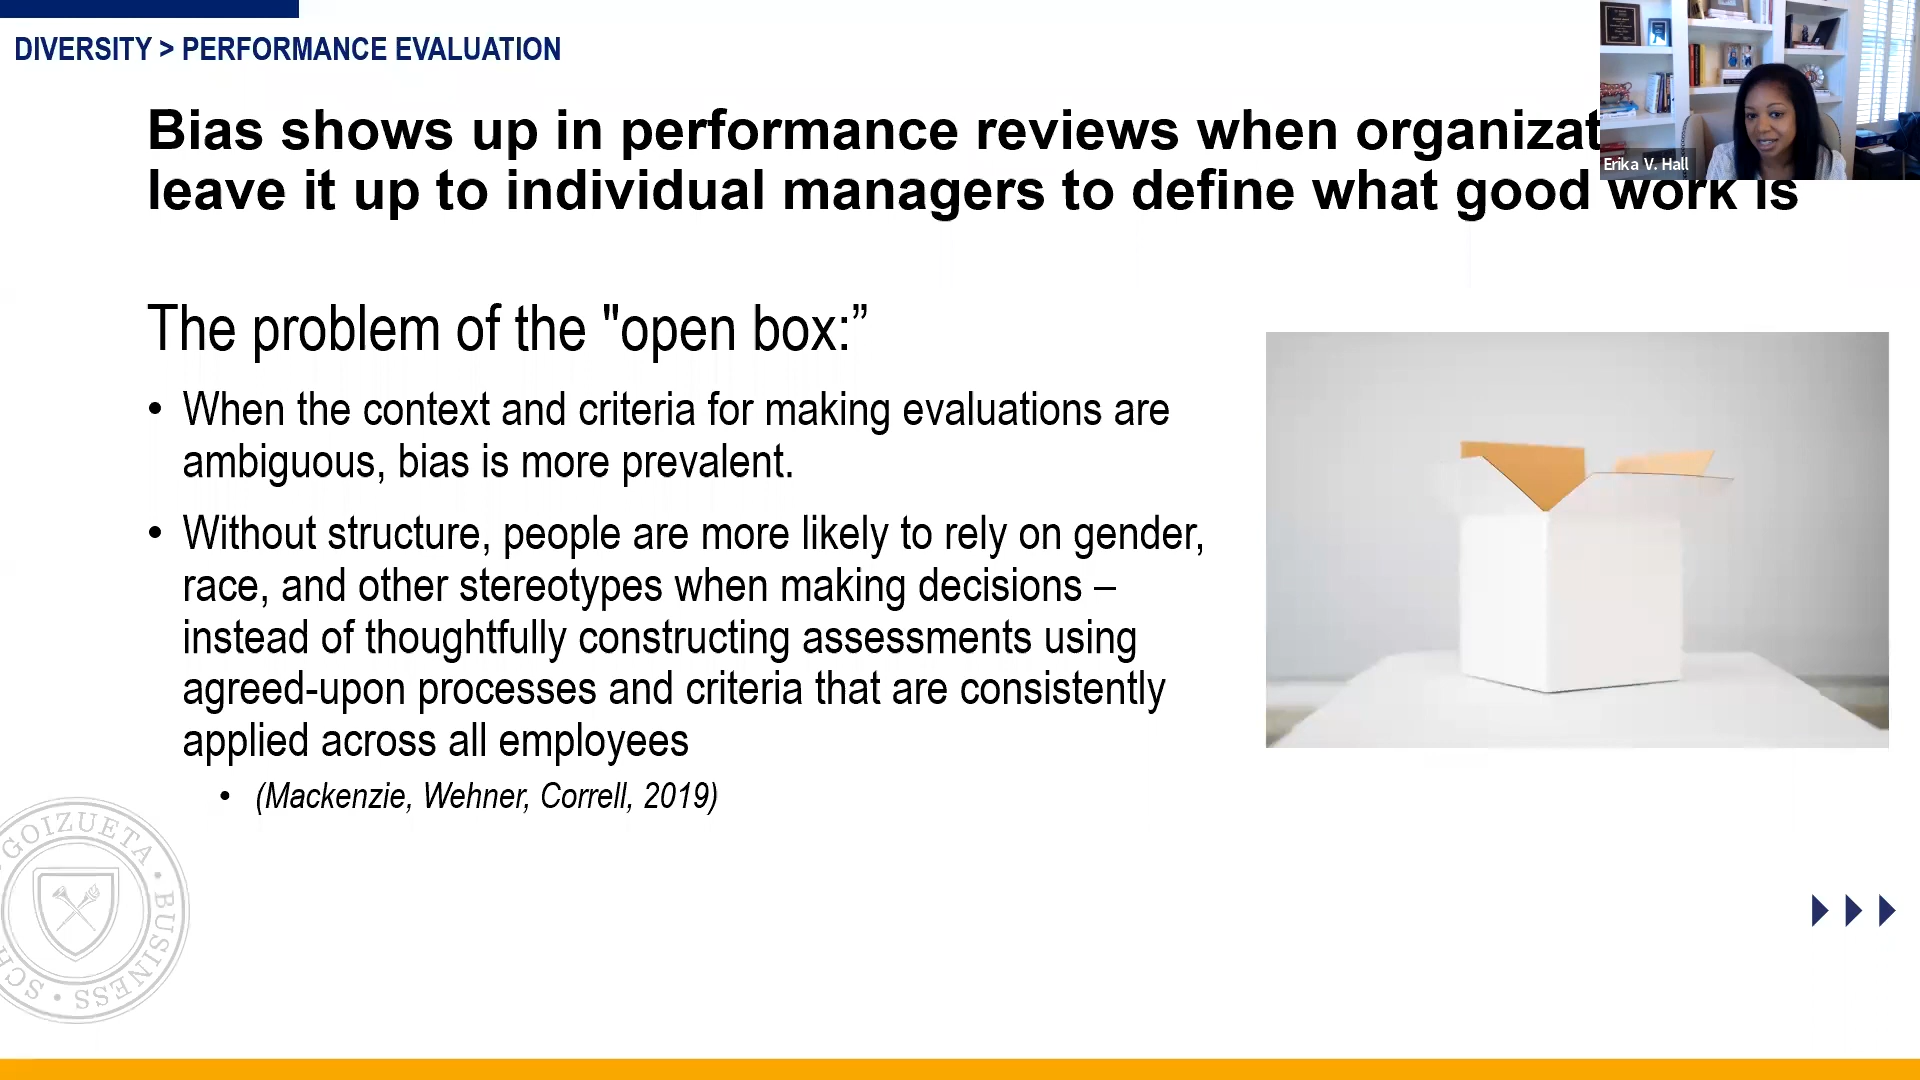 DIVERSITY > PERFORMANCE EVALUATION
Erika V. Hall
Bias shows up in performance reviews when
leave it up to individual managers to define what good work is
The problem of the "open box:”
• When the context and criteria for making evaluations are
ambiguous, bias is more prevalent.
• Without structure, people are more likely to rely on gender,
race, and other stereotypes when making decisions –
instead of thoughtfully constructing assessments using
agreed-upon processes and criteria that are consistently
applied across all employees
• (Mackenzie, Wehner, Correll, 2019)
GOIZUETA • BUSINESS •